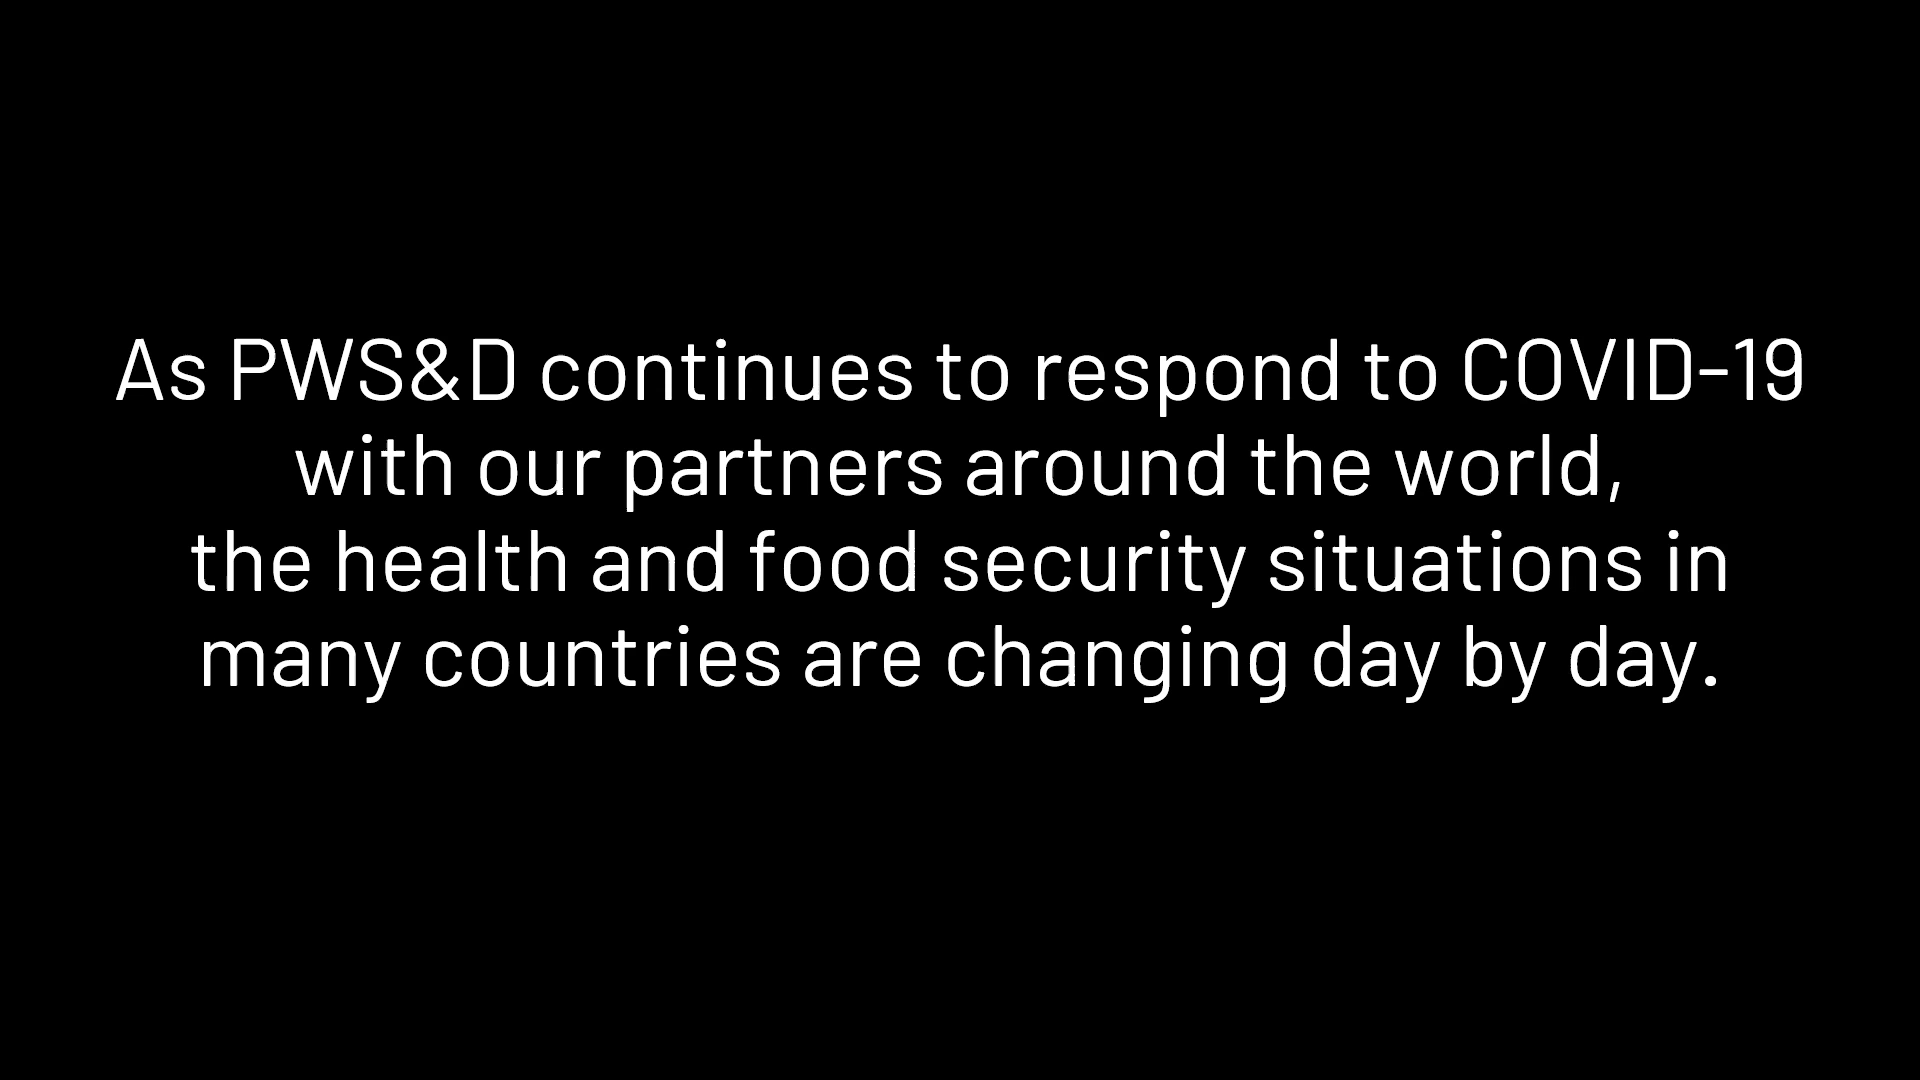 As PWS&D continues to respond to COVID-19
with our partners around the world,
the health and food security situations in
many countries are changing day by day.